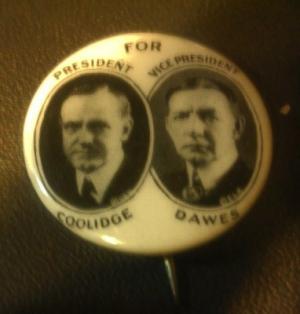 FOR
PRESIDENT
VICE PRESIDENT
COOLIDGE
DAWES